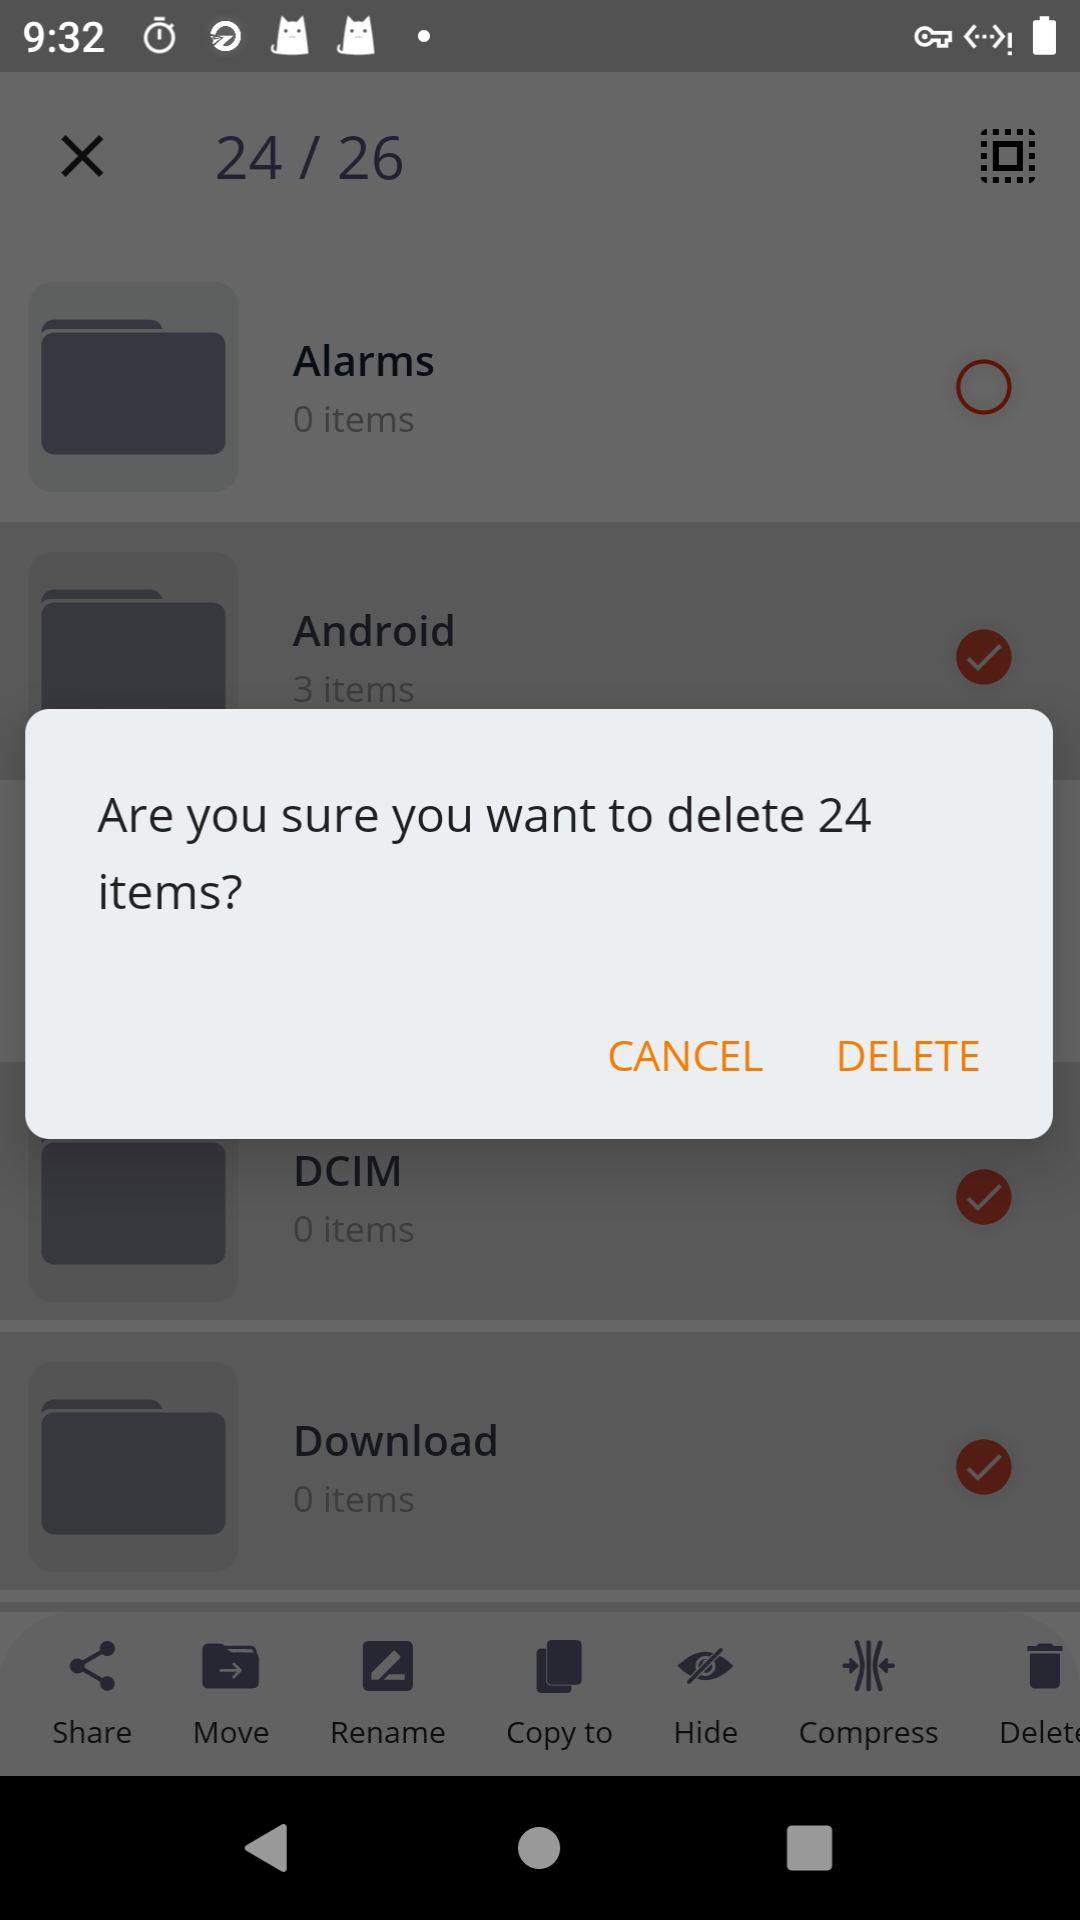 9:32
24 / 26
Alarms
0 items
Android
3 items
Are you sure you want to delete 24
items?
CANCEL DELETE
DCIM
0 items
Download
0 items
Share Move Rename Copy to Hide Compress Delete